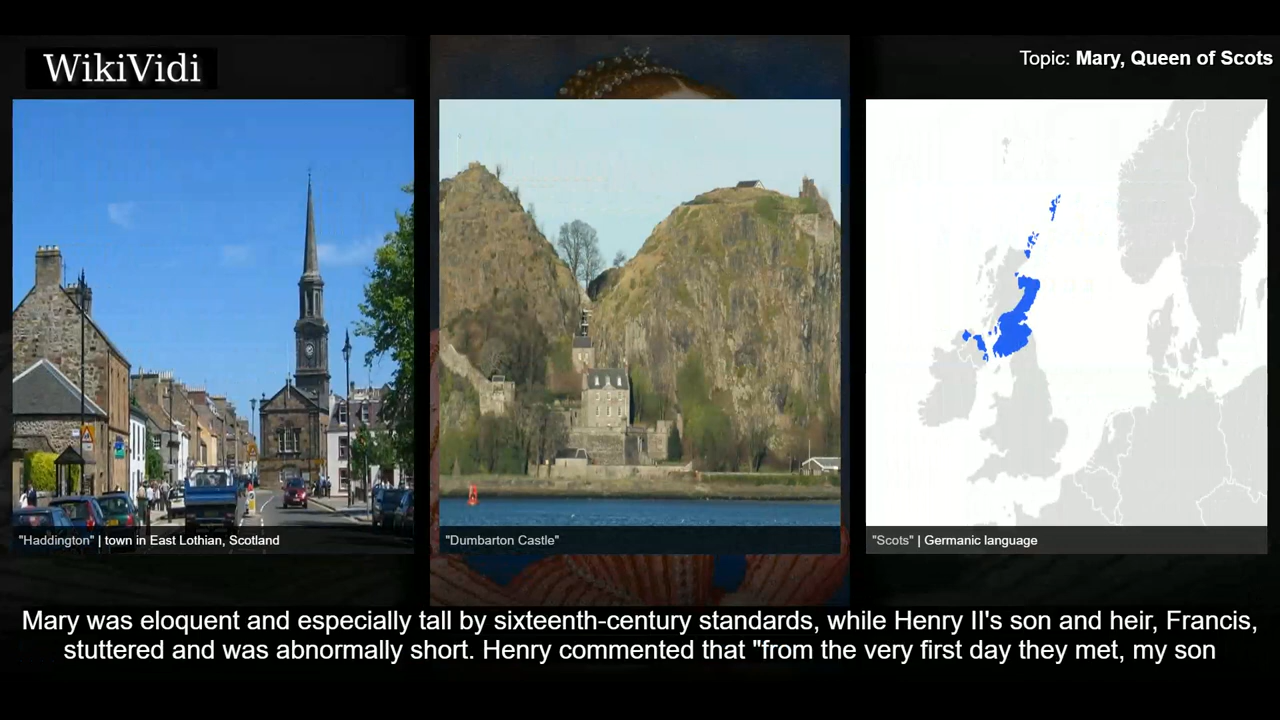 WikiVidi
Topic: Mary, Queen of Scots
"Haddington" | town in East Lothian, Scotland
"Dumbarton Castle"
"Scots" | Germanic language
Mary was eloquent and especially tall by sixteenth-century standards, while Henry II's son and heir, Francis,
stuttered and was abnormally short. Henry commented that "from the very first day they met, my son